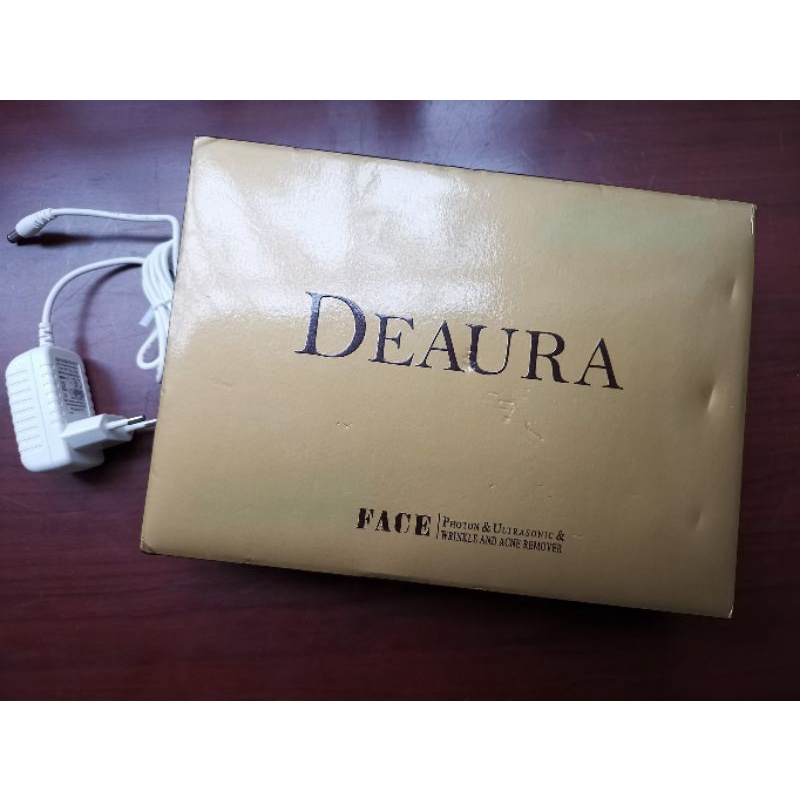 DEAURA
FACE PHOTON & ULTRASONIC &
WRINKLE AND ACNE REMOVER